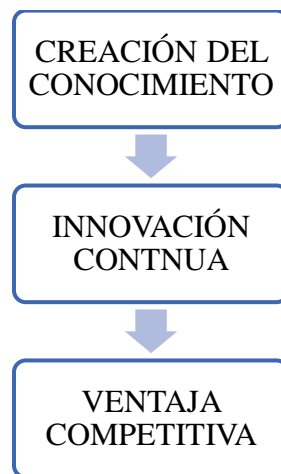 CREACIÓN DEL
CONOCIMIENTO
INNOVACIÓN
CONTNUA
VENTAJA
COMPETITIVA